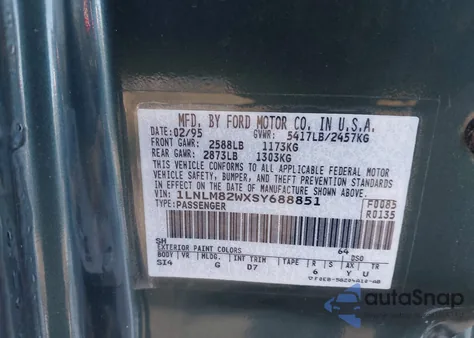 MFD. BY FORD MOTOR CO. IN U.S.A.
DATE: 02/95 GVWR: 5417LB/2457KG
FRONT GAWR: 2588LB 1173KG
REAR GAWR: 2873LB 1303KG
THIS VEHICLE CONFORMS TO ALL APPLICABLE FEDERAL MOTOR
VEHICLE SAFETY, BUMPER, AND THEFT PREVENTION STANDARDS
IN EFFECT ON THE DATE OF MANUFACTURE SHOWN ABOVE.
VIN: 1LNLM82WXSY688851
TYPE: PASSENGER
F0085
R0135
SH 64
EXTERIOR PAINT COLORS DSO
BODY VR MLDG. INT TRIM TAPE R S AX TR
SI4 G D7 6 Y U
autoSnap